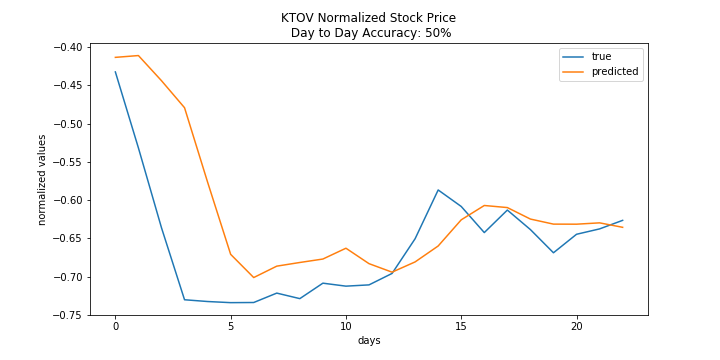 KTOV Normalized Stock Price
Day to Day Accuracy: 50%
true
predicted
normalized values
−0.40
−0.45
−0.50
−0.55
−0.60
−0.65
−0.70
−0.75
0
5
10
15
20
days